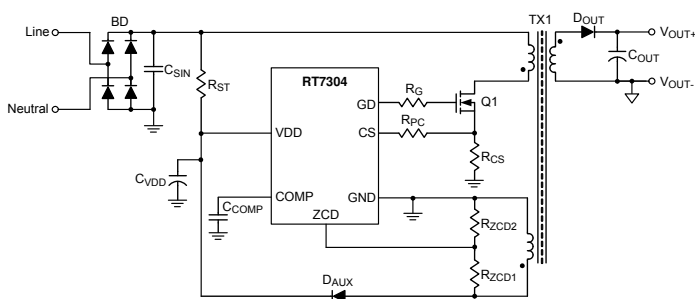 TX1
BD
D_OUT
Line
V_OUT+
C_SIN
C_OUT
R_ST
RT7304
R_G
Q1
V_OUT-
GD
Neutral
R_PC
VDD
CS
R_CS
C_VDD
COMP
GND
C_COMP
ZCD
R_ZCD2
R_ZCD1
D_AUX